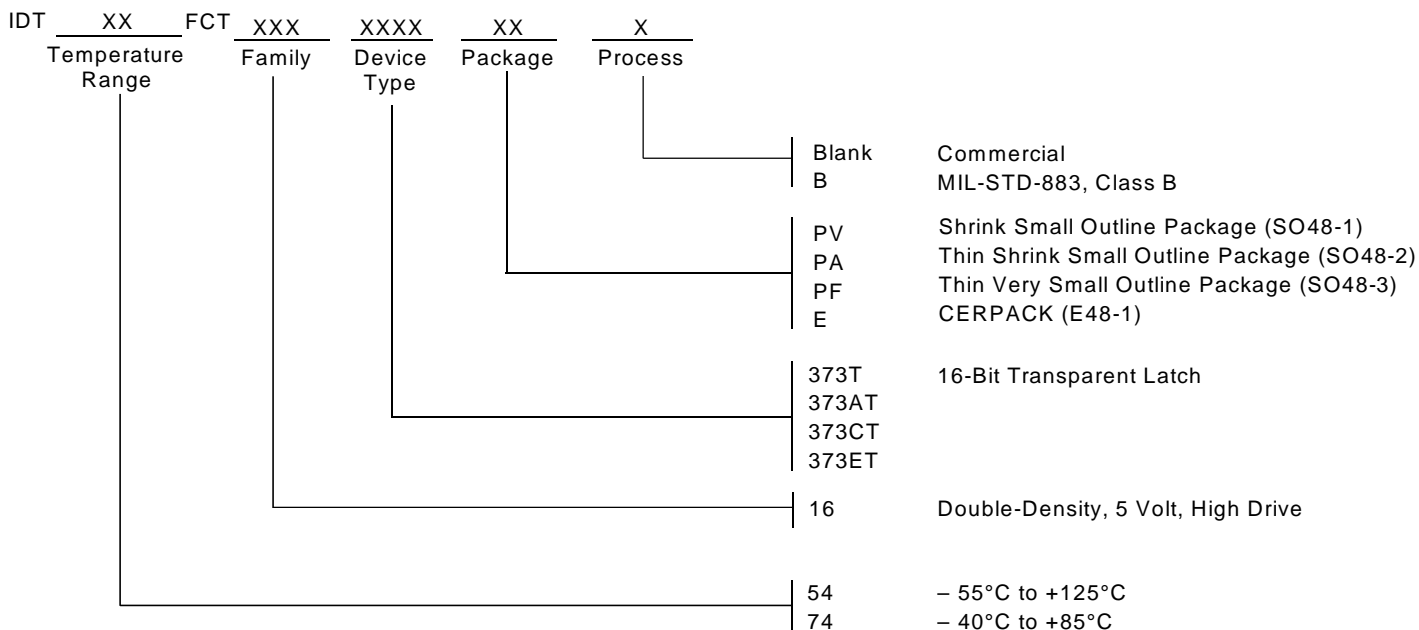 IDT XX FCT XXX XXXX XX X
Temperature Range Family Device Type Package Process
Blank Commercial
B MIL-STD-883, Class B
PV Shrink Small Outline Package (SO48-1)
PA Thin Shrink Small Outline Package (SO48-2)
PF Thin Very Small Outline Package (SO48-3)
E CERPACK (E48-1)
373T 16-Bit Transparent Latch
373AT
373CT
373ET
16 Double-Density, 5 Volt, High Drive
54 – 55°C to +125°C
74 – 40°C to +85°C